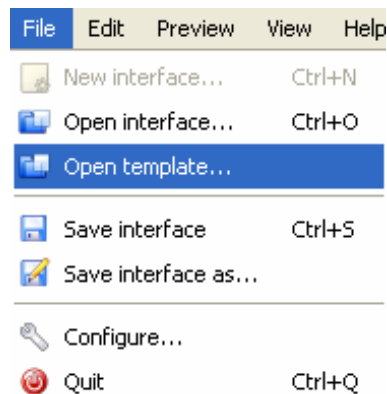 File Edit Preview View Help
New interface... Ctrl+N
Open interface... Ctrl+O
Open template...
Save interface Ctrl+S
Save interface as...
Configure...
Quit Ctrl+Q